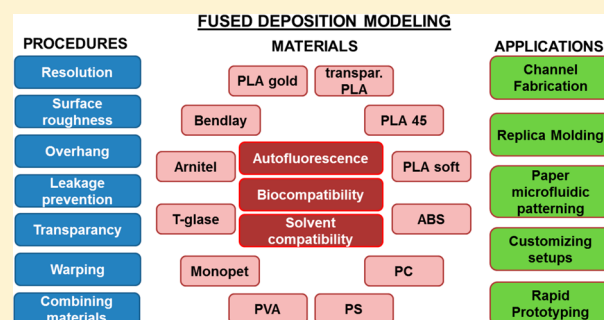 FUSED DEPOSITION MODELING
PROCEDURES
Resolution
Surface
roughness
Overhang
Leakage
prevention
Transparancy
Warping
Combining
materials
MATERIALS
PLA gold
transpar.
PLA
Bendlay
PLA 45
Arnitel
Autofluorescence
PLA soft
Biocompatibility
T-glase
Solvent
compatibility
ABS
Monopet
PC
PVA
PS
APPLICATIONS
Channel
Fabrication
Replica Molding
Paper
microfluidic
patterning
Customizing
setups
Rapid
Prototyping